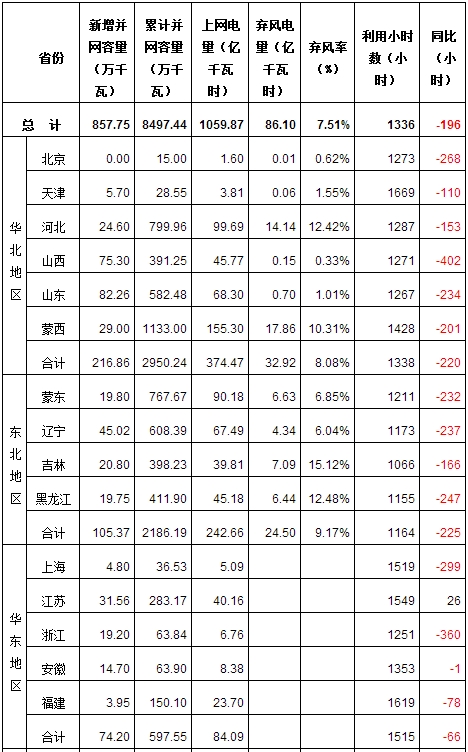 省份 新增并网容量（万千瓦） 累计并网容量（万千瓦） 上网电量（亿千瓦时） 弃风电量（亿千瓦时） 弃风率（%） 利用小时数（小时） 同比（小时）
总 计 857.75 8497.44 1059.87 86.10 7.51% 1336 -196
华北地区
北京 0.00 15.00 1.60 0.01 0.62% 1273 -268
天津 5.70 28.55 3.81 0.06 1.55% 1669 -110
河北 24.60 799.96 99.69 14.14 12.42% 1287 -153
山西 75.30 391.25 45.77 0.15 0.33% 1271 -402
山东 82.26 582.48 68.30 0.70 1.01% 1267 -234
蒙西 29.00 1133.00 155.30 17.86 10.31% 1428 -201
合计 216.86 2950.24 374.47 32.92 8.08% 1338 -220
东北地区
蒙东 19.80 767.67 90.18 6.63 6.85% 1211 -232
辽宁 45.02 608.39 67.49 4.34 6.04% 1173 -237
吉林 20.80 398.23 39.81 7.09 15.12% 1066 -166
黑龙江 19.75 411.90 45.18 6.44 12.48% 1155 -247
合计 105.37 2186.19 242.66 24.50 9.17% 1164 -225
华东地区
上海 4.80 36.53 5.09 1519 -299
江苏 31.56 283.17 40.16 1549 26
浙江 19.20 63.84 6.76 1251 -360
安徽 14.70 63.90 8.38 1353 -1
福建 3.95 150.10 23.70 1619 -78
合计 74.20 597.55 84.09 1515 -66